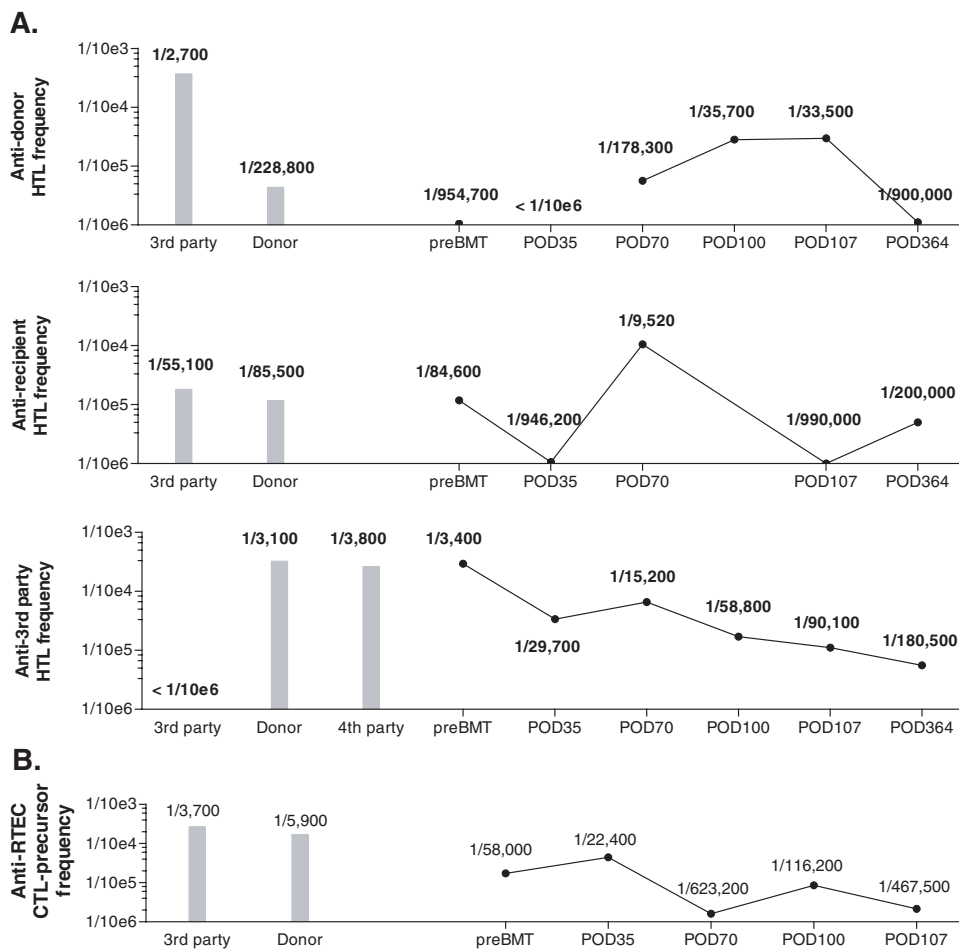 A.
Anti-donor
HTL frequency
1/10e3
1/10e4
1/10e5
1/10e6
1/2,700
1/228,800
1/954,700
< 1/10e6
1/178,300
1/35,700
1/33,500
1/900,000
3rd party Donor preBMT POD35 POD70 POD100 POD107 POD364
Anti-recipient
HTL frequency
1/10e3
1/10e4
1/10e5
1/10e6
1/55,100
1/85,500
1/84,600
1/946,200
1/9,520
1/990,000
1/200,000
3rd party Donor preBMT POD35 POD70 POD107 POD364
Anti-3rd party
HTL frequency
1/10e3
1/10e4
1/10e5
1/10e6
< 1/10e6
1/3,100
1/3,800
1/3,400
1/29,700
1/15,200
1/58,800
1/90,100
1/180,500
3rd party Donor 4th party preBMT POD35 POD70 POD100 POD107 POD364
B.
Anti-RTEC
CTL-precursor
frequency
1/10e3
1/10e4
1/10e5
1/10e6
1/3,700
1/5,900
1/58,000
1/22,400
1/623,200
1/116,200
1/467,500
3rd party Donor preBMT POD35 POD70 POD100 POD107